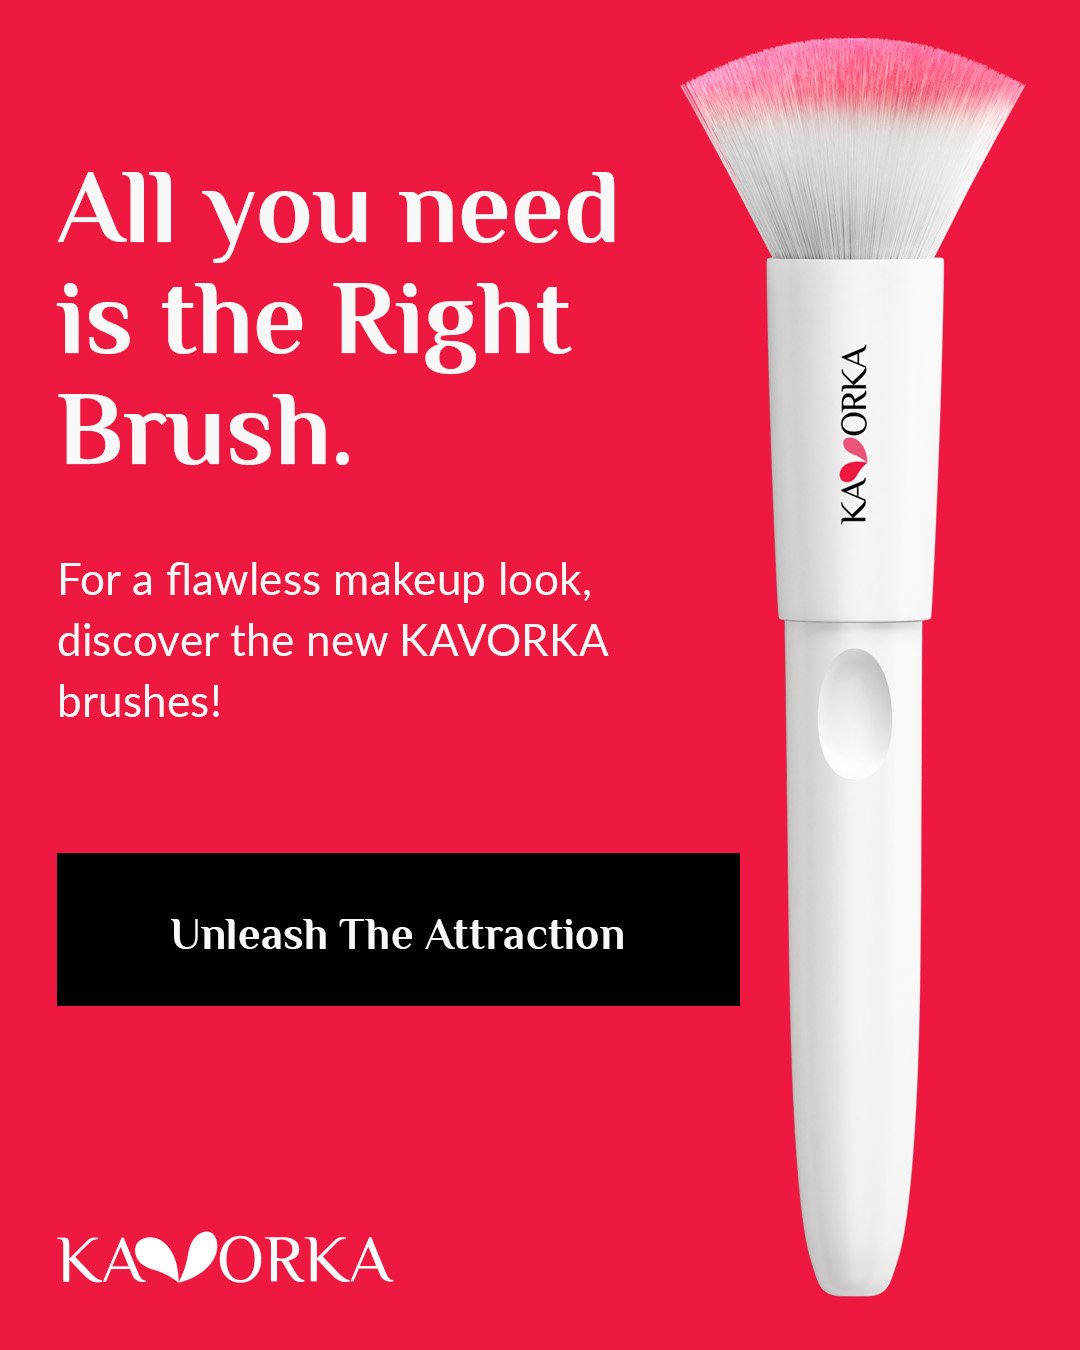 All you need
is the Right
Brush.
For a flawless makeup look,
discover the new KAVORKA
brushes!
Unleash The Attraction
KAVORKA
KAVORKA